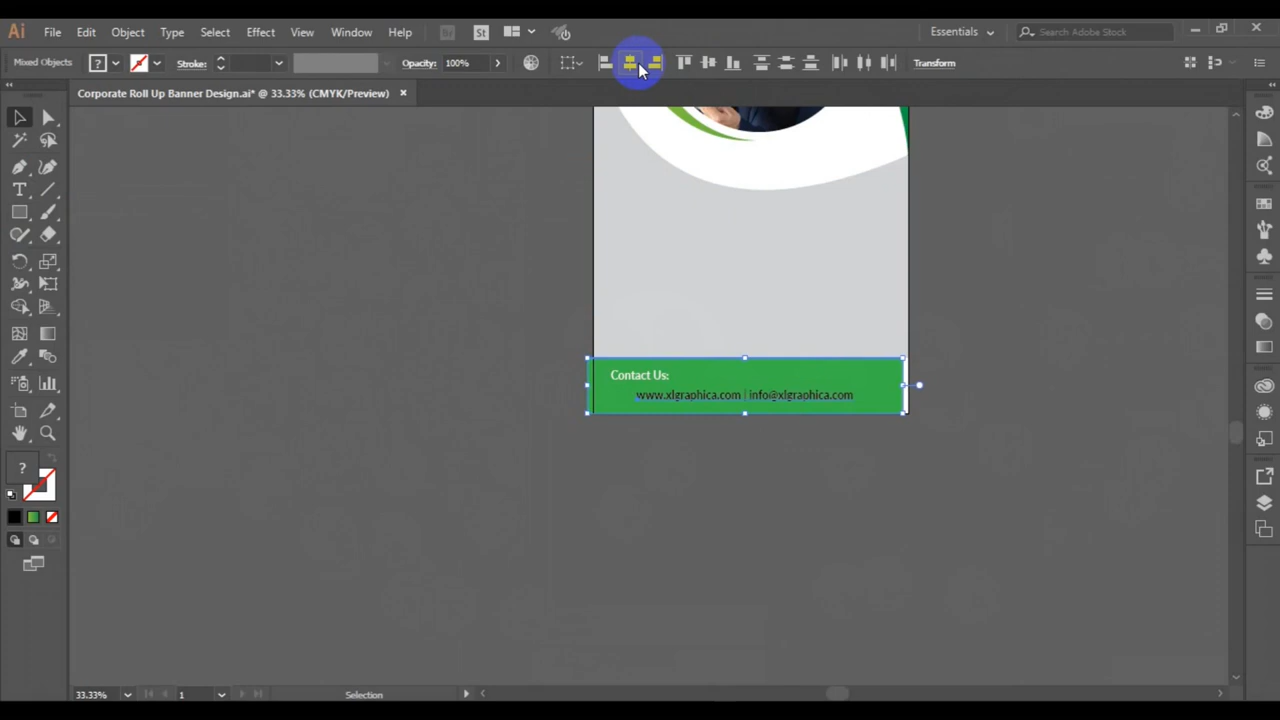 Ai File Edit Object Type Select Effect View Window Help Br St Essentials Search Adobe Stock
Mixed Objects ? Stroke: Opacity: 100% Transform
Corporate Roll Up Banner Design.ai* @ 33.33% (CMYK/Preview) ×
Contact Us:
www.xlgraphica.com | info@xlgraphica.com
?
33.33% 1 Selection